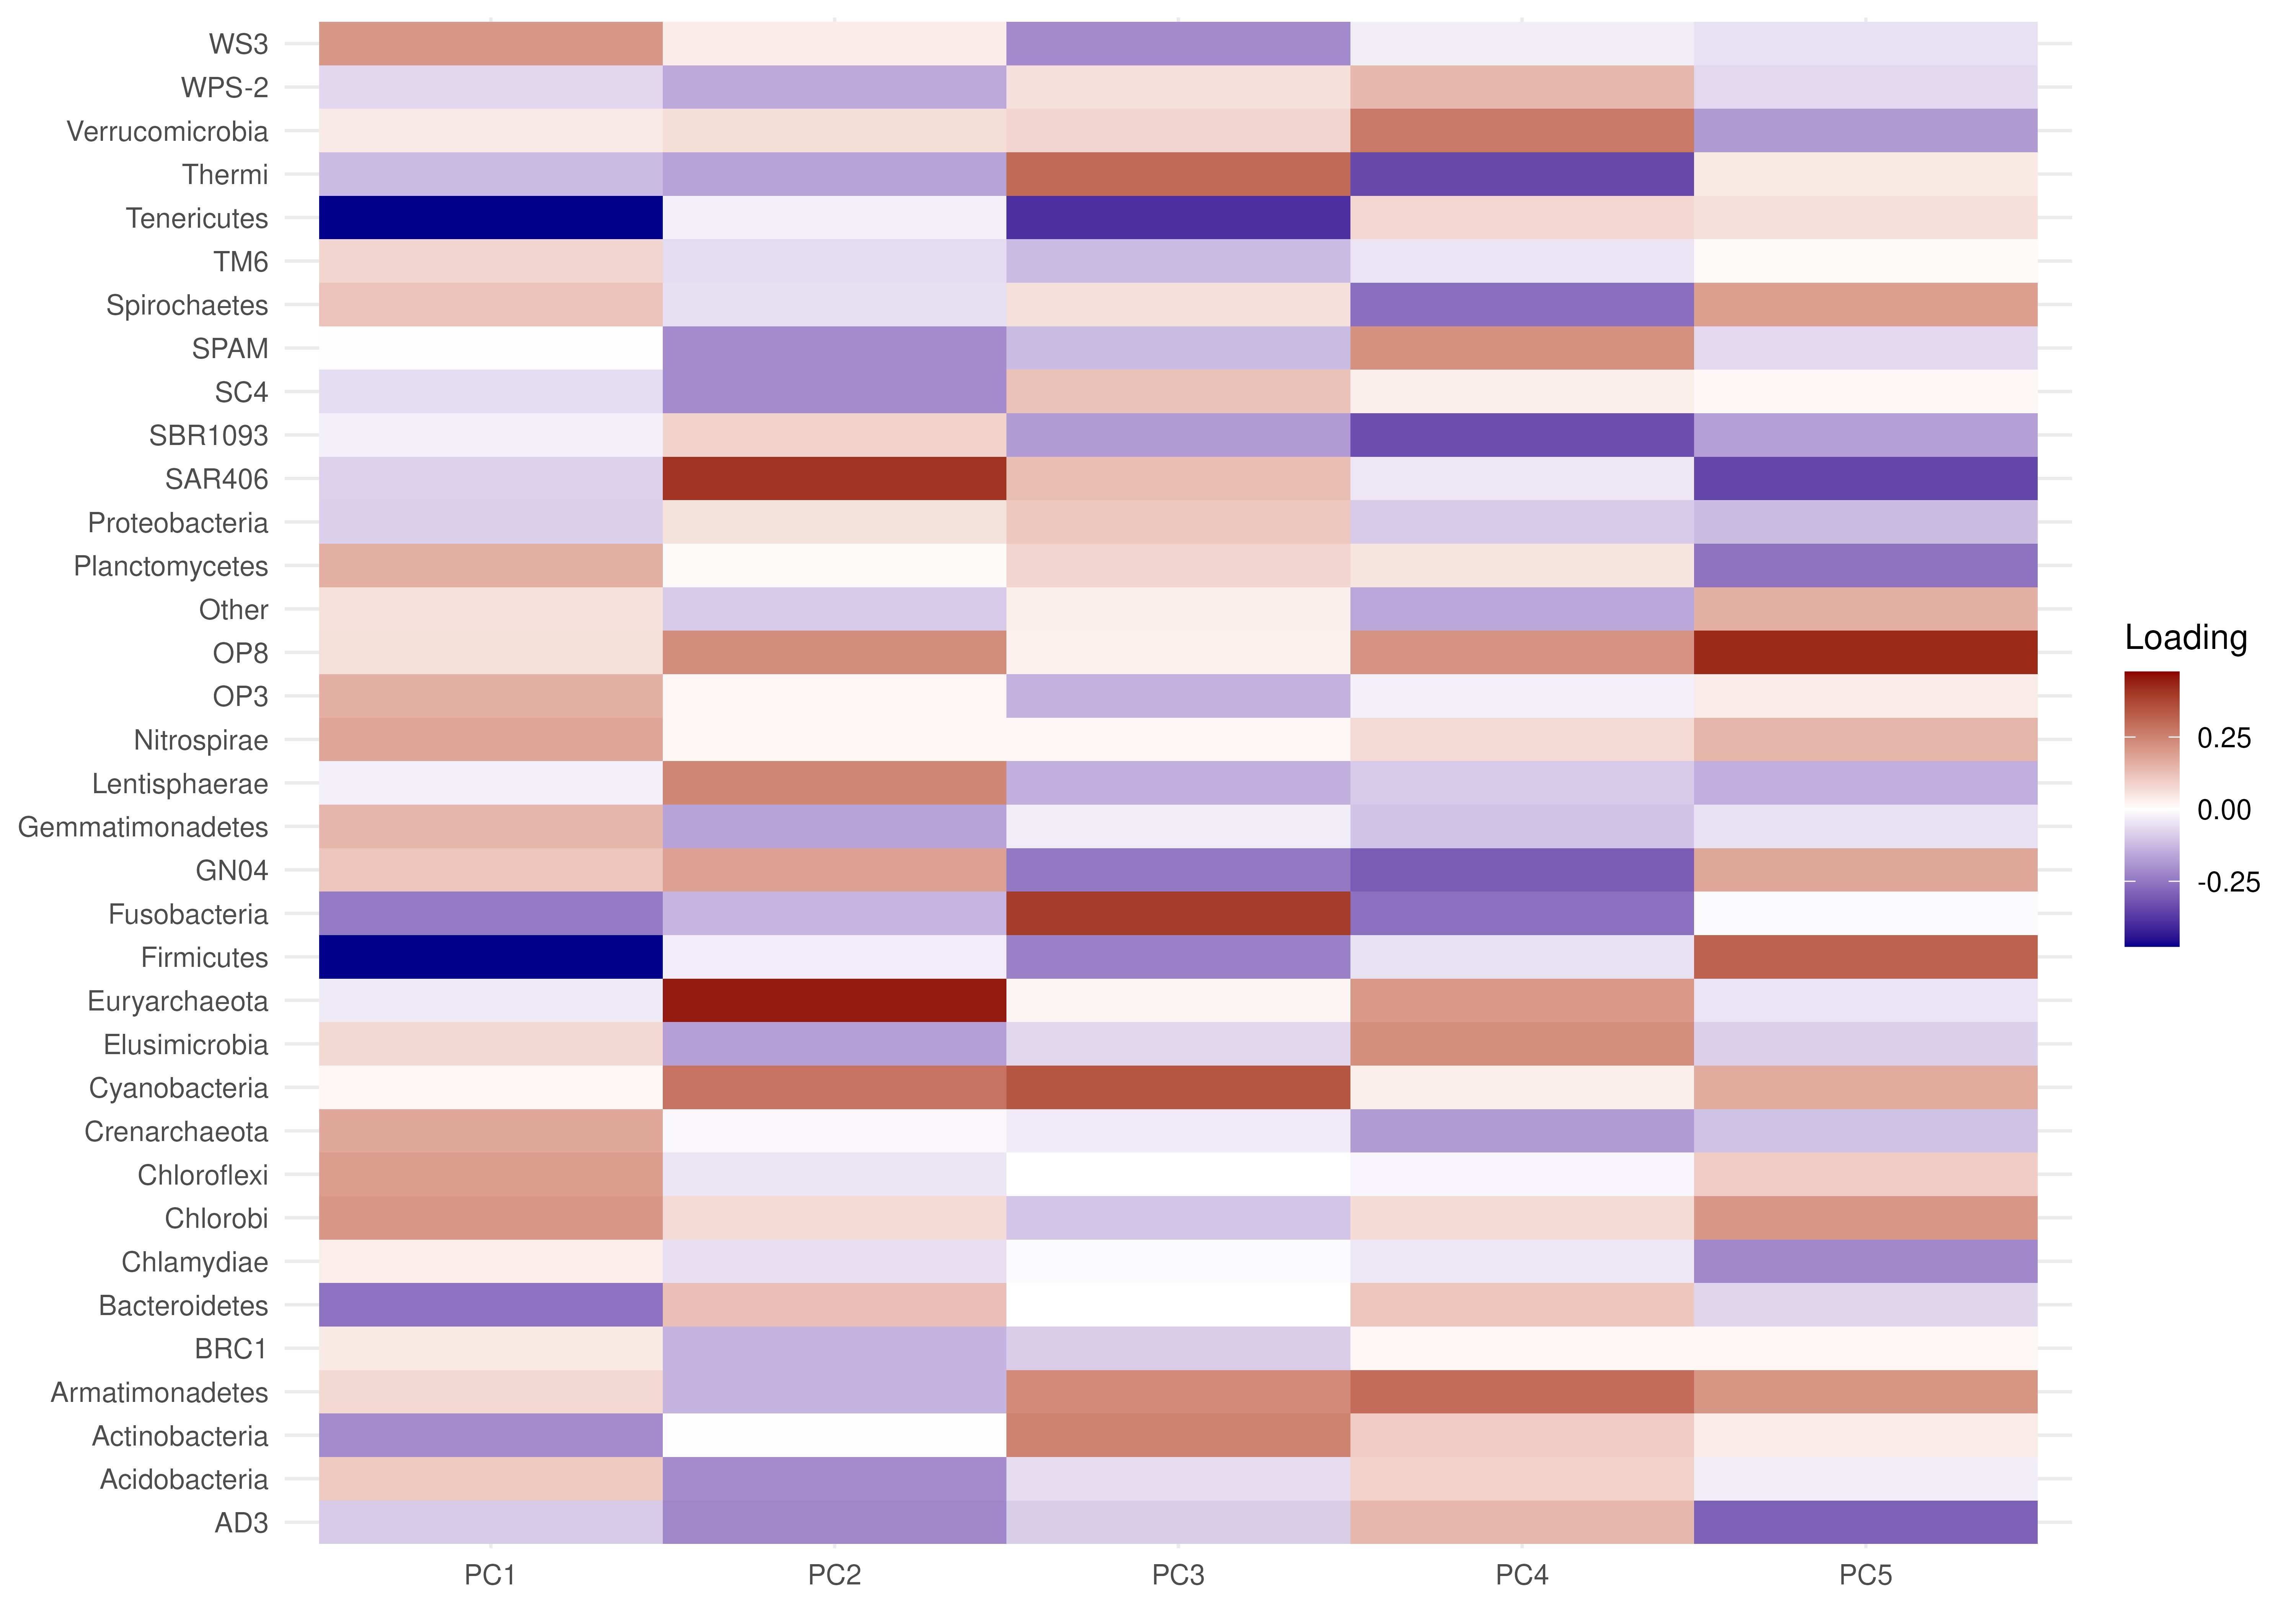 WS3
WPS-2
Verrucomicrobia
Thermi
Tenericutes
TM6
Spirochaetes
SPAM
SC4
SBR1093
SAR406
Proteobacteria
Planctomycetes
Other
OP8
OP3
Nitrospirae
Lentisphaerae
Gemmatimonadetes
GN04
Fusobacteria
Firmicutes
Euryarchaeota
Elusimicrobia
Cyanobacteria
Crenarchaeota
Chloroflexi
Chlorobi
Chlamydiae
Bacteroidetes
BRC1
Armatimonadetes
Actinobacteria
Acidobacteria
AD3
PC1 PC2 PC3 PC4 PC5
Loading
0.25
0.00
-0.25